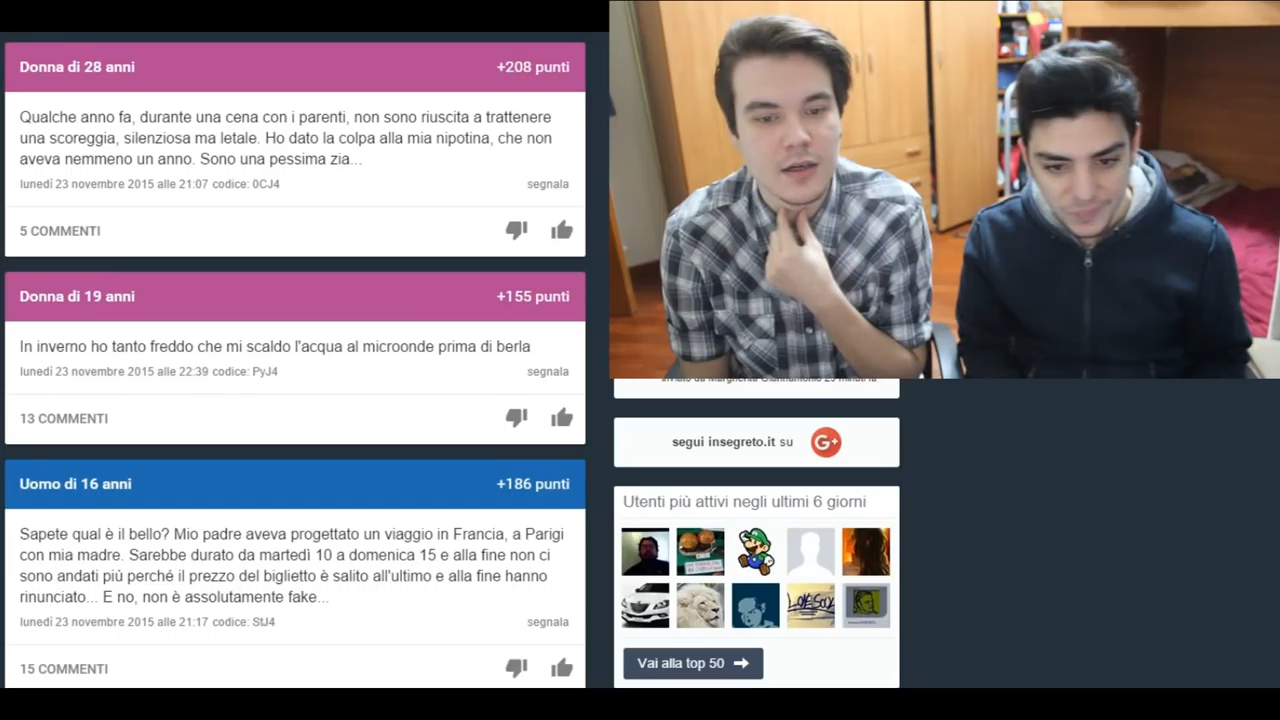 Donna di 28 anni
+208 punti
Qualche anno fa, durante una cena con i parenti, non sono riuscita a trattenere
una scoreggia, silenziosa ma letale. Ho dato la colpa alla mia nipotina, che non
aveva nemmeno un anno. Sono una pessima zia...
lunedì 23 novembre 2015 alle 21:07 codice: 0CJ4
segnala
5 COMMENTI
Donna di 19 anni
+155 punti
In inverno ho tanto freddo che mi scaldo l'acqua al microonde prima di berla
lunedì 23 novembre 2015 alle 22:39 codice: PyJ4
segnala
13 COMMENTI
Uomo di 16 anni
+186 punti
Sapete qual è il bello? Mio padre aveva progettato un viaggio in Francia, a Parigi
con mia madre. Sarebbe durato da martedì 10 a domenica 15 e alla fine non ci
sono andati più perché il prezzo del biglietto è salito all'ultimo e alla fine hanno
rinunciato... E no, non è assolutamente fake...
lunedì 23 novembre 2015 alle 21:17 codice: StJ4
segnala
15 COMMENTI
segui insegreto.it su
G+
Utenti più attivi negli ultimi 6 giorni
Vai alla top 50